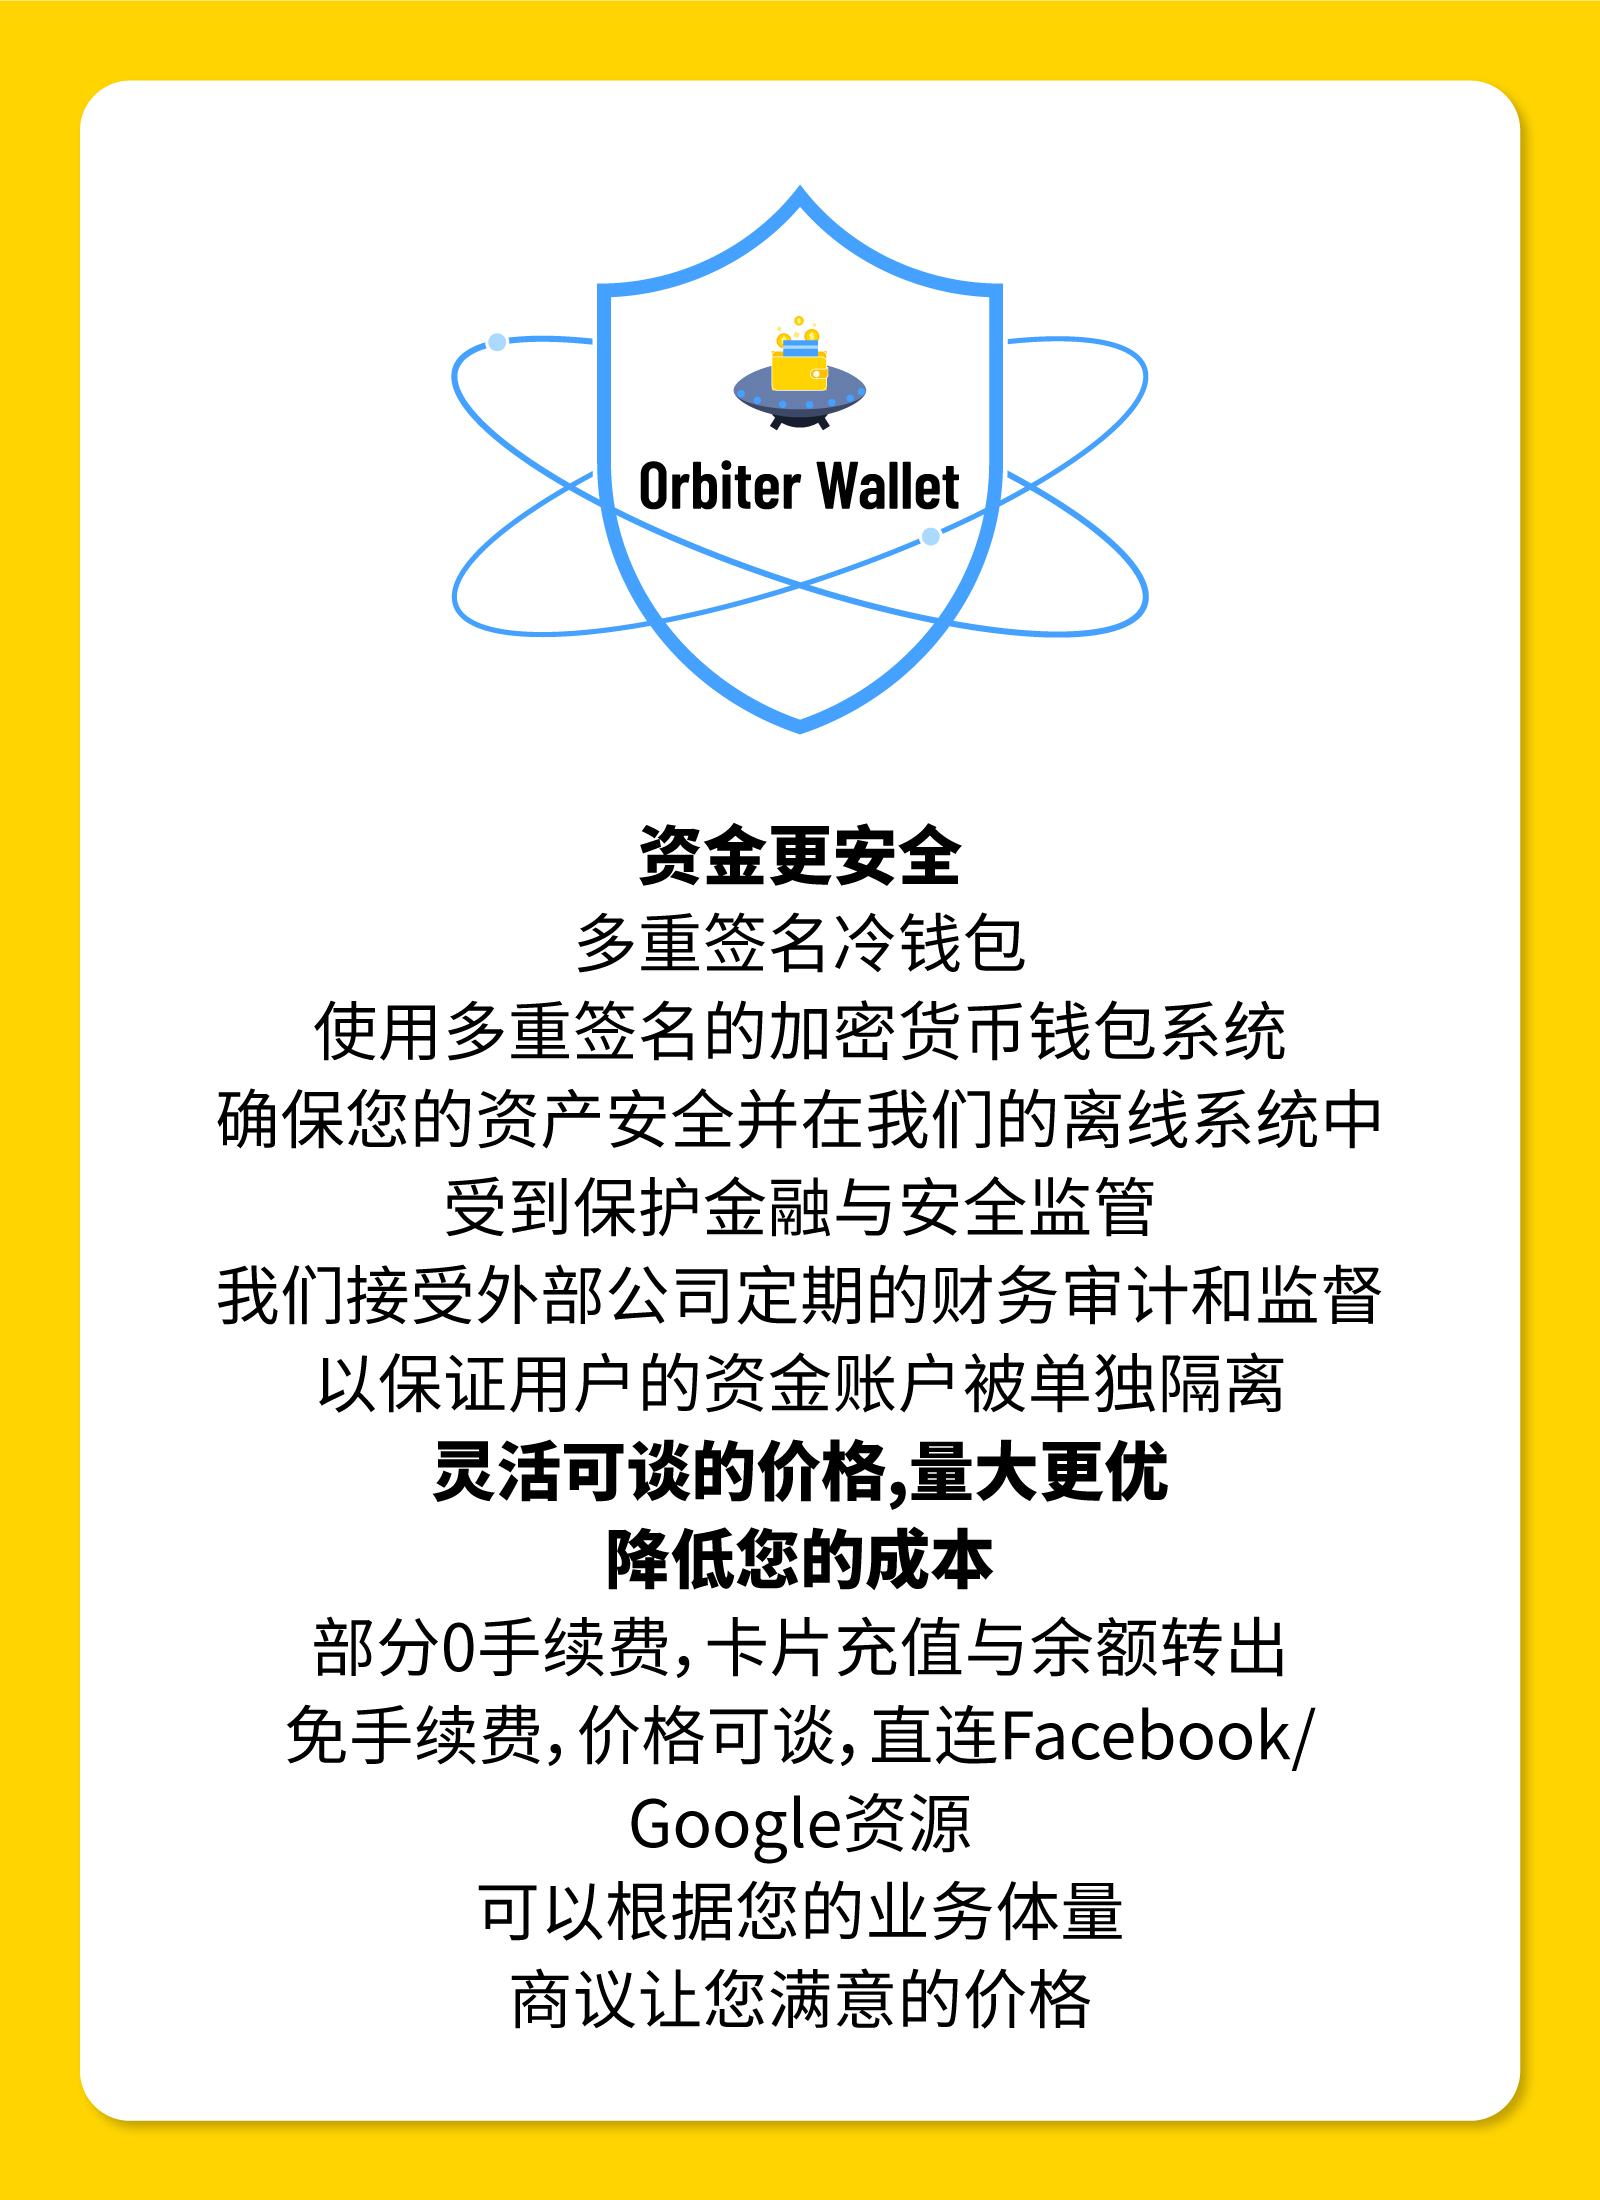 Orbiter Wallet
资金更安全
多重签名冷钱包
使用多重签名的加密货币钱包系统
确保您的资产安全并在我们的离线系统中
受到保护金融与安全监管
我们接受外部公司定期的财务审计和监督
以保证用户的资金账户被单独隔离
灵活可谈的价格,量大更优
降低您的成本
部分0手续费，卡片充值与余额转出
免手续费，价格可谈，直连Facebook/
Google资源
可以根据您的业务体量
商议让您满意的价格